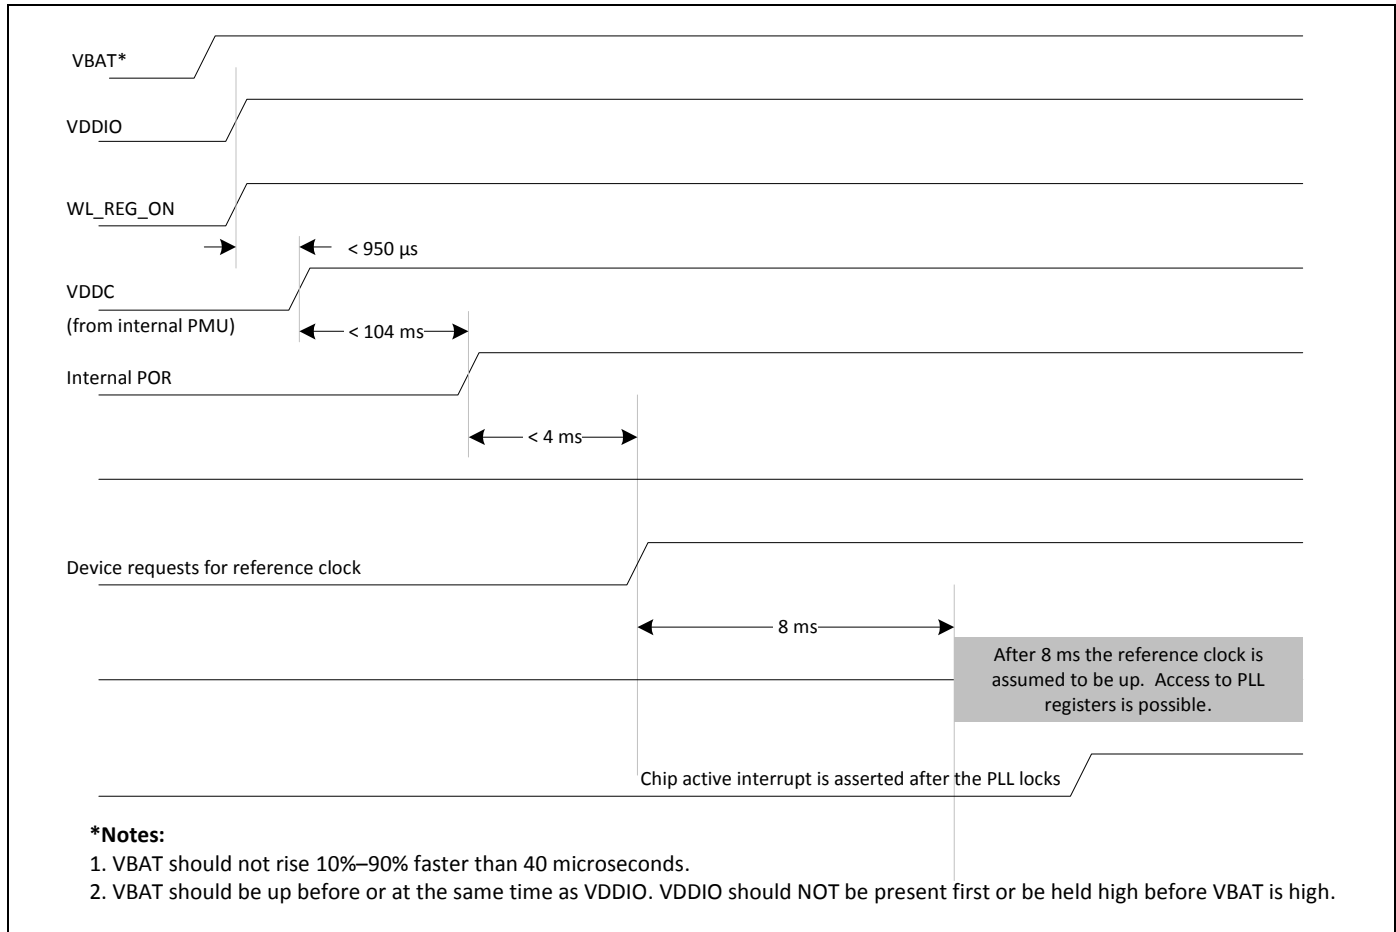 VBAT*
VDDIO
WL_REG_ON
< 950 µs
VDDC
(from internal PMU)
< 104 ms
Internal POR
< 4 ms
Device requests for reference clock
8 ms
After 8 ms the reference clock is
assumed to be up.  Access to PLL
registers is possible.
Chip active interrupt is asserted after the PLL locks
*Notes:
1. VBAT should not rise 10%–90% faster than 40 microseconds.
2. VBAT should be up before or at the same time as VDDIO. VDDIO should NOT be present first or be held high before VBAT is high.